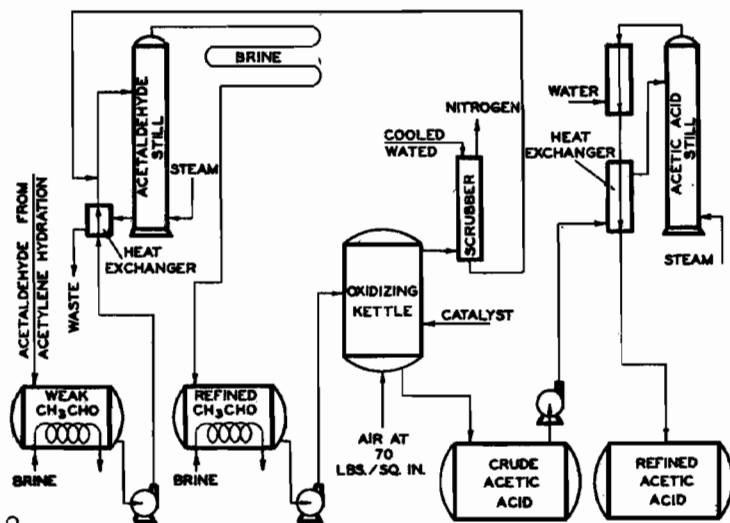 ACETALDEHYDE
STILL
BRINE
STEAM
HEAT
EXCHANGER
WASTE
ACETALDEHYDE FROM
ACETYLENE HYDRATION
WEAK
CH₃CHO
BRINE
REFINED
CH₃CHO
BRINE
NITROGEN
COOLED
WATED
SCRUBBER
OXIDIZING
KETTLE
CATALYST
AIR AT
70
LBS./SQ. IN.
WATER
HEAT
EXCHANGER
ACETIC ACID
STILL
STEAM
CRUDE
ACETIC
ACID
REFINED
ACETIC
ACID